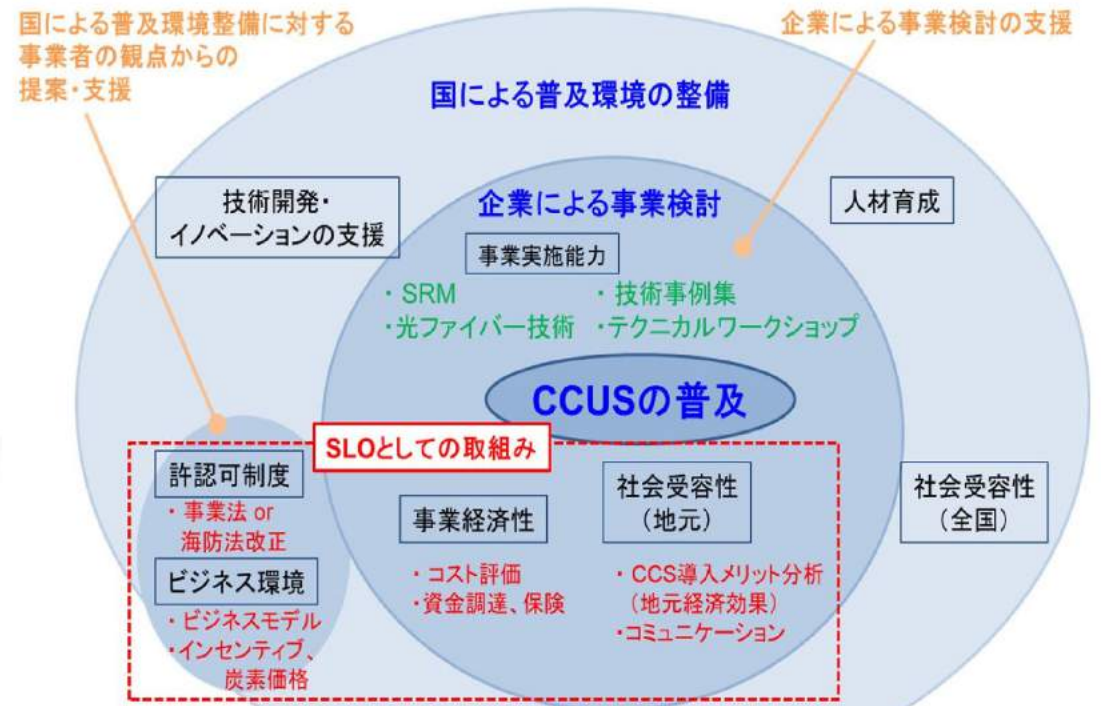 国による普及環境整備に対する
事業者の観点からの
提案・支援
企業による事業検討の支援
国による普及環境の整備
技術開発・
イノベーションの支援
企業による事業検討
人材育成
事業実施能力
・ SRM
・光ファイバー技術
・ 技術事例集
・テクニカルワークショップ
CCUSの普及
SLOとしての取組み
許認可制度
・ 事業法 or
海防法改正
ビジネス環境
・ビジネスモデル
・インセンティブ、
炭素価格
事業経済性
・ コスト評価
・資金調達、保険
社会受容性
（地元）
・ CCS導入メリット分析
（地元経済効果）
・コミュニケーション
社会受容性
（全国）